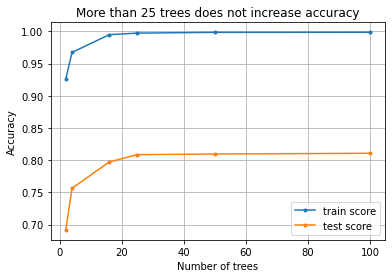 More than 25 trees does not increase accuracy
1.00
0.95
0.90
0.85
0.80
0.75
0.70
Accuracy
train score
test score
0
20
40
60
80
100
Number of trees